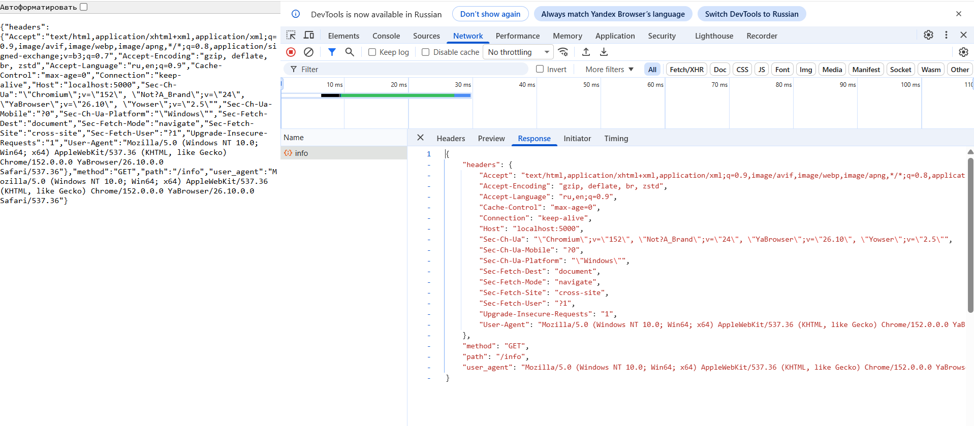 Автоформатировать
{"headers":
{"Accept":"text/html,application/xhtml+xml,application/xml;q=
0.9,image/avif,image/webp,image/apng,*/*;q=0.8,application/si
gned-exchange;v=b3;q=0.7","Accept-Encoding":"gzip, deflate,
br, zstd","Accept-Language":"ru,en;q=0.9","Cache-
Control":"max-age=0","Connection":"keep-
alive","Host":"localhost:5000","Sec-Ch-
Ua":"\"Chromium\";v=\"152\", \"Not?A_Brand\";v=\"24\",
\"YaBrowser\";v=\"26.10\", \"Yowser\";v=\"2.5\"","Sec-Ch-Ua-
Mobile":"?0","Sec-Ch-Ua-Platform":"\"Windows\"","Sec-Fetch-
Dest":"document","Sec-Fetch-Mode":"navigate","Sec-Fetch-
Site":"cross-site","Sec-Fetch-User":"?1","Upgrade-Insecure-
Requests":"1","User-Agent":"Mozilla/5.0 (Windows NT 10.0;
Win64; x64) AppleWebKit/537.36 (KHTML, like Gecko)
Chrome/152.0.0.0 YaBrowser/26.10.0.0
Safari/537.36"},"method":"GET","path":"/info","user_agent":"M
ozilla/5.0 (Windows NT 10.0; Win64; x64) AppleWebKit/537.36
(KHTML, like Gecko) Chrome/152.0.0.0 YaBrowser/26.10.0.0
Safari/537.36"}
DevTools is now available in Russian Don't show again Always match Yandex Browser's language Switch DevTools to Russian
Elements Console Sources Network Performance Memory Application Security Lighthouse Recorder
Keep log Disable cache No throttling
Filter Invert More filters All Fetch/XHR Doc CSS JS Font Img Media Manifest Socket Wasm Other
10 ms 20 ms 30 ms 40 ms 50 ms 60 ms 70 ms 80 ms 90 ms 100 ms
Name
info
Headers Preview Response Initiator Timing
1 {
- "headers": {
- "Accept": "text/html,application/xhtml+xml,application/xml;q=0.9,image/avif,image/webp,image/apng,*/*;q=0.8,applicat
- "Accept-Encoding": "gzip, deflate, br, zstd",
- "Accept-Language": "ru,en;q=0.9",
- "Cache-Control": "max-age=0",
- "Connection": "keep-alive",
- "Host": "localhost:5000",
- "Sec-Ch-Ua": "\"Chromium\";v=\"152\", \"Not?A_Brand\";v=\"24\", \"YaBrowser\";v=\"26.10\", \"Yowser\";v=\"2.5\"",
- "Sec-Ch-Ua-Mobile": "?0",
- "Sec-Ch-Ua-Platform": "\"Windows\"",
- "Sec-Fetch-Dest": "document",
- "Sec-Fetch-Mode": "navigate",
- "Sec-Fetch-Site": "cross-site",
- "Sec-Fetch-User": "?1",
- "Upgrade-Insecure-Requests": "1",
- "User-Agent": "Mozilla/5.0 (Windows NT 10.0; Win64; x64) AppleWebKit/537.36 (KHTML, like Gecko) Chrome/152.0.0.0 YaB
- },
- "method": "GET",
- "path": "/info",
- "user_agent": "Mozilla/5.0 (Windows NT 10.0; Win64; x64) AppleWebKit/537.36 (KHTML, like Gecko) Chrome/152.0.0.0 YaBrows
- }